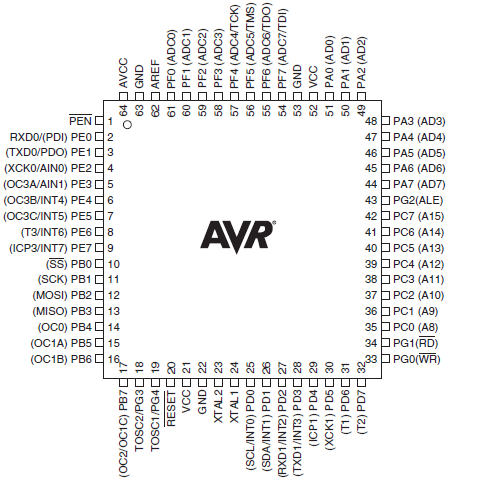 AVCC
GND
AREF
PF0 (ADC0)
PF1 (ADC1)
PF2 (ADC2)
PF3 (ADC3)
PF4 (ADC4/TCK)
PF5 (ADC5/TMS)
PF6 (ADC6/TDO)
PF7 (ADC7/TDI)
GND
VCC
PA0 (AD0)
PA1 (AD1)
PA2 (AD2)
64 63 62 61 60 59 58 57 56 55 54 53 52 51 50 49
PEN 1
RXD0/(PDI) PE0 2
(TXD0/PDO) PE1 3
(XCK0/AIN0) PE2 4
(OC3A/AIN1) PE3 5
(OC3B/INT4) PE4 6
(OC3C/INT5) PE5 7
(T3/INT6) PE6 8
(ICP3/INT7) PE7 9
(SS) PB0 10
(SCK) PB1 11
(MOSI) PB2 12
(MISO) PB3 13
(OC0) PB4 14
(OC1A) PB5 15
(OC1B) PB6 16
AVR®
48 PA3 (AD3)
47 PA4 (AD4)
46 PA5 (AD5)
45 PA6 (AD6)
44 PA7 (AD7)
43 PG2(ALE)
42 PC7 (A15)
41 PC6 (A14)
40 PC5 (A13)
39 PC4 (A12)
38 PC3 (A11)
37 PC2 (A10)
36 PC1 (A9)
35 PC0 (A8)
34 PG1(RD)
33 PG0(WR)
17 18 19 20 21 22 23 24 25 26 27 28 29 30 31 32
(OC2/OC1C) PB7
TOSC2/PG3
TOSC1/PG4
RESET
VCC
GND
XTAL2
XTAL1
(SCL/INT0) PD0
(SDA/INT1) PD1
(RXD1/INT2) PD2
(TXD1/INT3) PD3
(ICP1) PD4
(XCK1) PD5
(T1) PD6
(T2) PD7